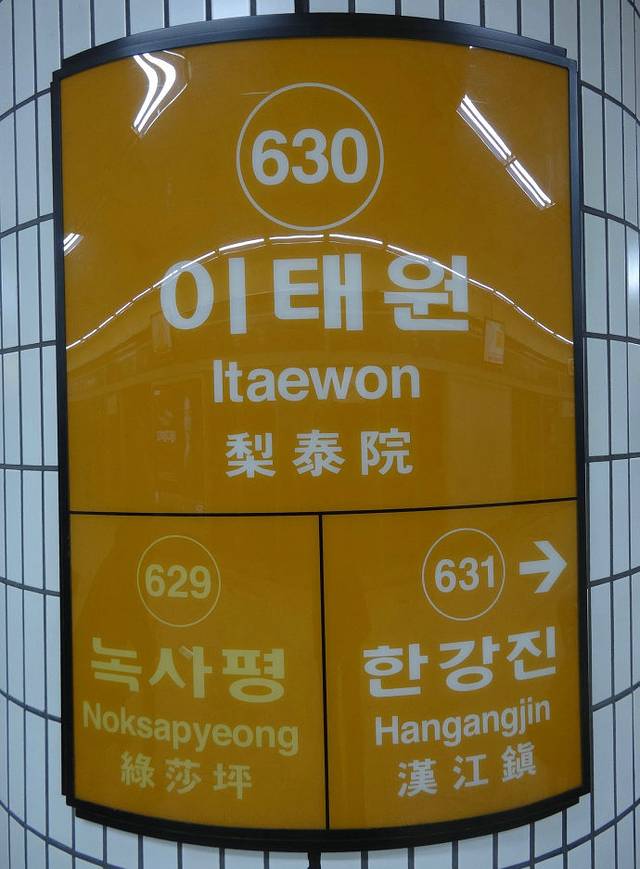 630
이태원
Itaewon
梨泰院
629
녹사평
Noksapyeong
綠莎坪
631 →
한강진
Hangangjin
漢江鎭